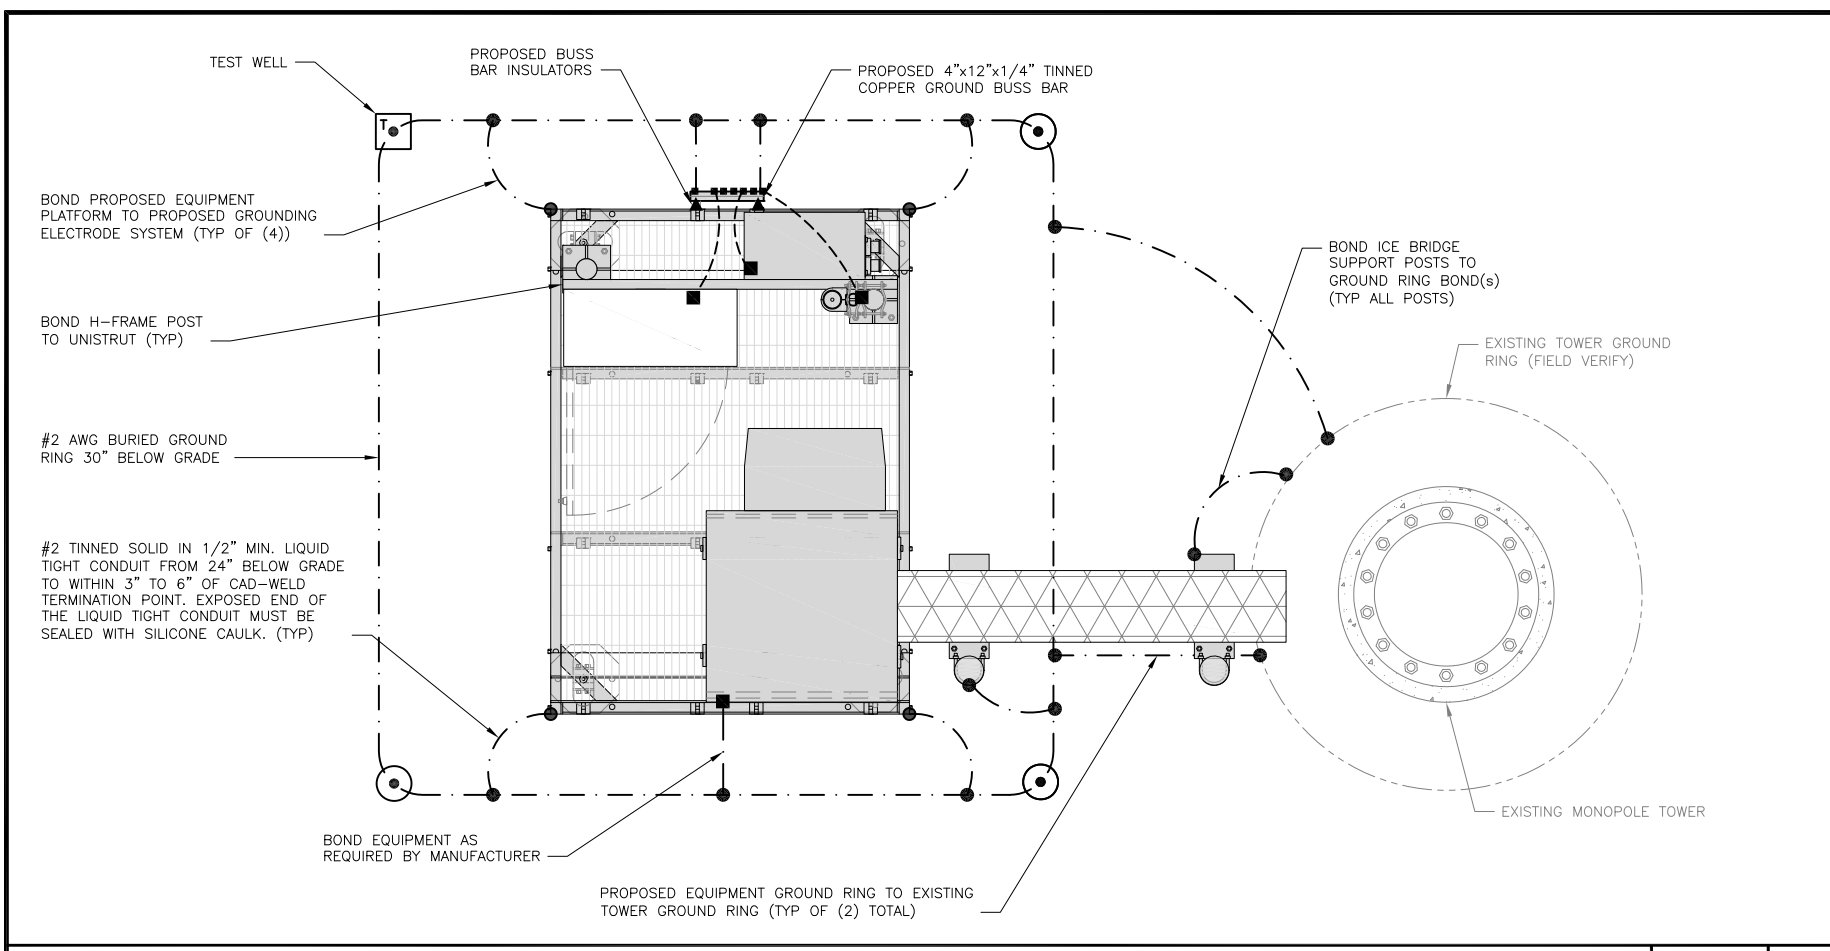 TEST WELL
PROPOSED BUSS
BAR INSULATORS
PROPOSED 4"x12"x1/4" TINNED
COPPER GROUND BUSS BAR
T
BOND PROPOSED EQUIPMENT
PLATFORM TO PROPOSED GROUNDING
ELECTRODE SYSTEM (TYP OF (4))
BOND ICE BRIDGE
SUPPORT POSTS TO
GROUND RING BOND(s)
(TYP ALL POSTS)
BOND H-FRAME POST
TO UNISTRUT (TYP)
EXISTING TOWER GROUND
RING (FIELD VERIFY)
#2 AWG BURIED GROUND
RING 30" BELOW GRADE
#2 TINNED SOLID IN 1/2" MIN. LIQUID
TIGHT CONDUIT FROM 24" BELOW GRADE
TO WITHIN 3" TO 6" OF CAD-WELD
TERMINATION POINT. EXPOSED END OF
THE LIQUID TIGHT CONDUIT MUST BE
SEALED WITH SILICONE CAULK. (TYP)
EXISTING MONOPOLE TOWER
BOND EQUIPMENT AS
REQUIRED BY MANUFACTURER
PROPOSED EQUIPMENT GROUND RING TO EXISTING
TOWER GROUND RING (TYP OF (2) TOTAL)